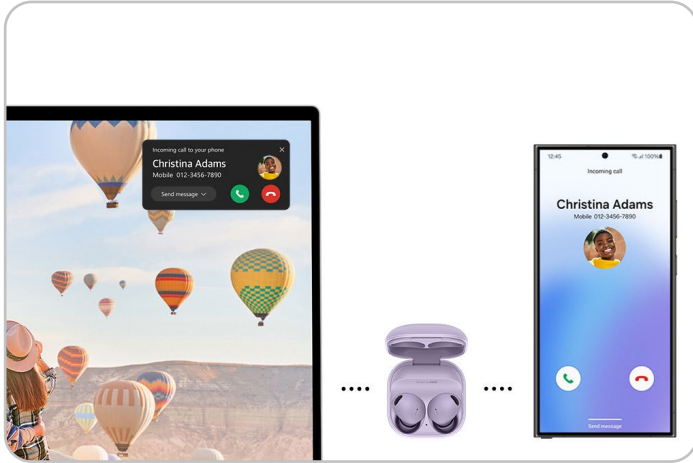 Incoming call to your phone
Christina Adams
Mobile 012-3456-7890
Send message
12:45
100%
Incoming call
Christina Adams
Mobile 012-3456-7890
Send message